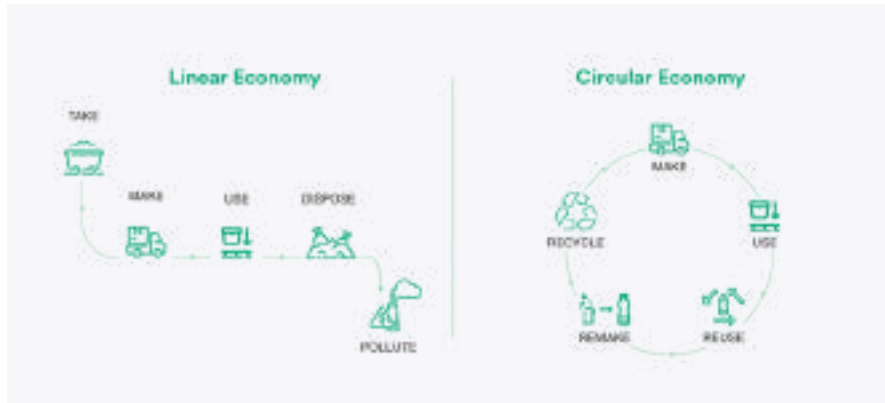 Linear Economy
TAKE
MAKE
USE
DISPOSE
POLLUTE
Circular Economy
MAKE
USE
REUSE
REMAKE
RECYCLE